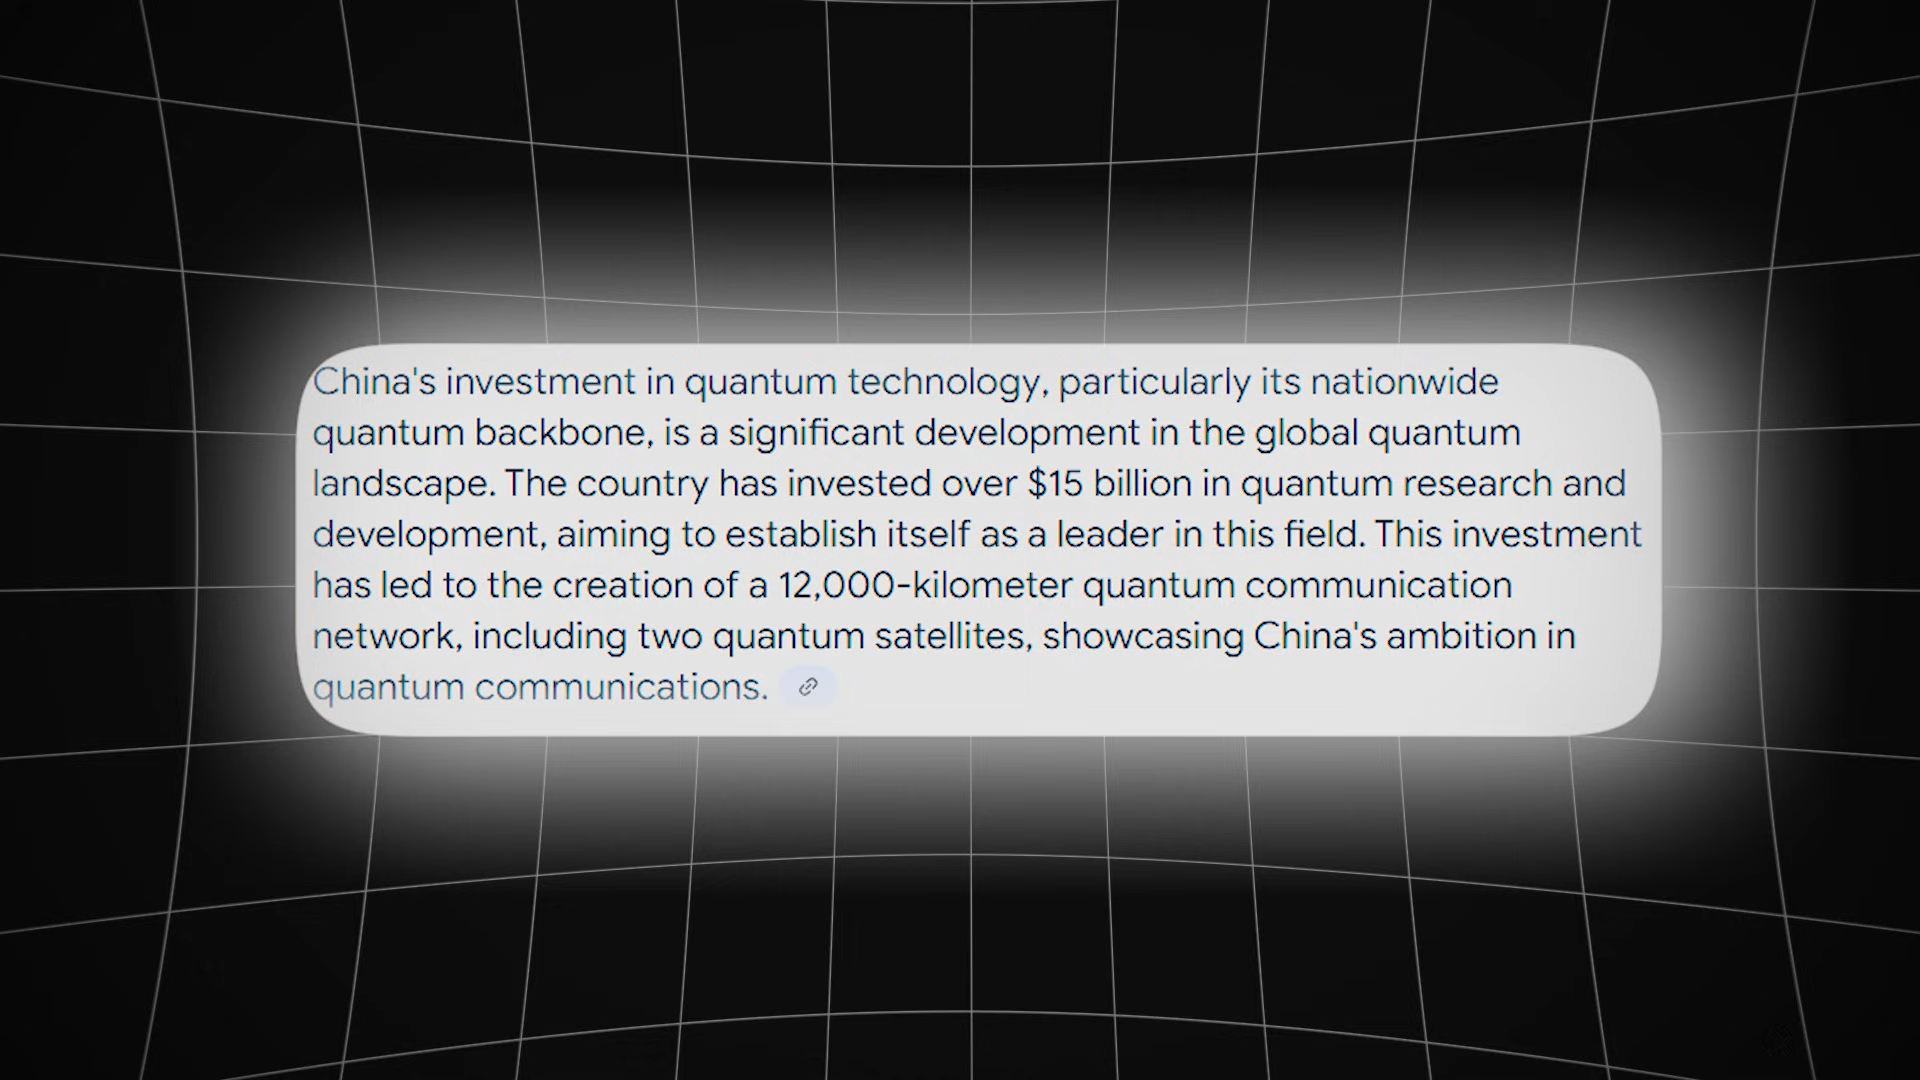 China's investment in quantum technology, particularly its nationwide
quantum backbone, is a significant development in the global quantum
landscape. The country has invested over $15 billion in quantum research and
development, aiming to establish itself as a leader in this field. This investment
has led to the creation of a 12,000-kilometer quantum communication
network, including two quantum satellites, showcasing China's ambition in
quantum communications.